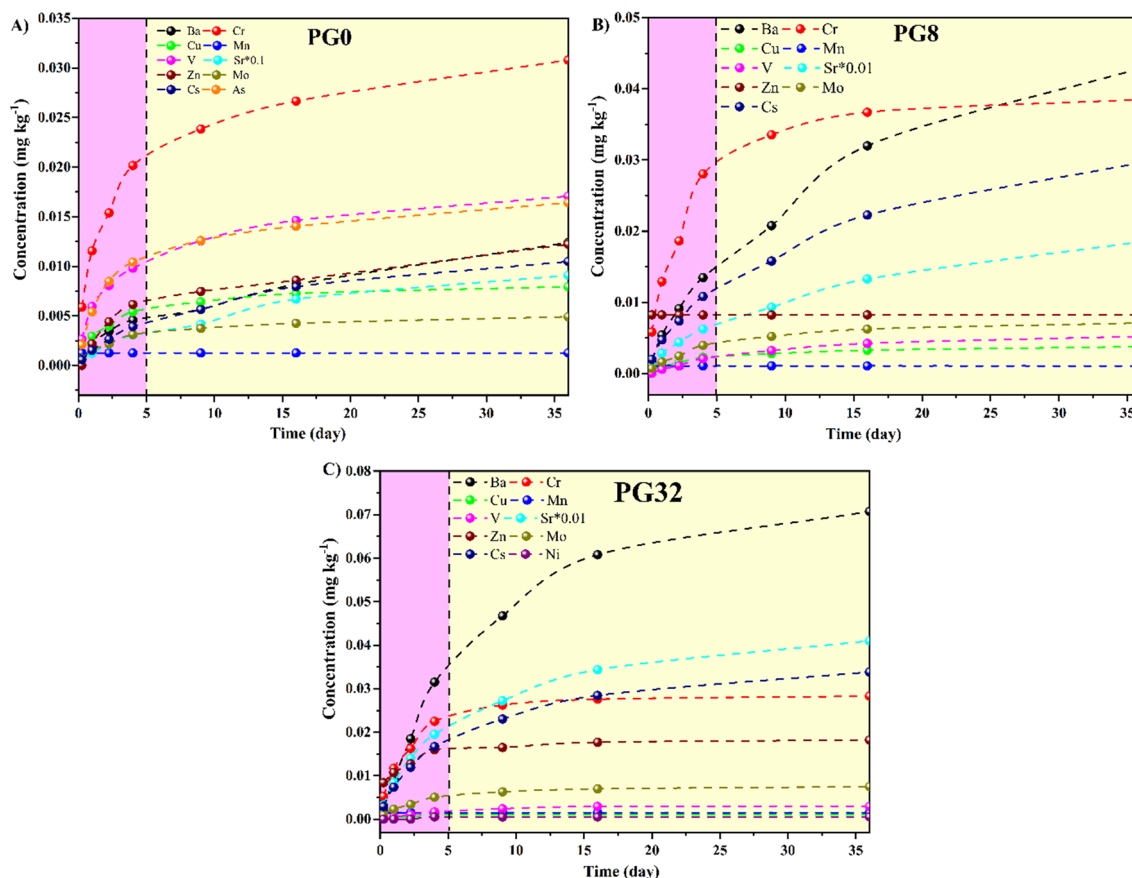 A)
PG0
Ba Cr
Cu Mn
V Sr*0.1
Zn Mo
Cs As
0.035
0.030
0.025
0.020
0.015
0.010
0.005
0.000
Concentration (mg kg⁻¹)
0 5 10 15 20 25 30 35
Time (day)
B)
PG8
Ba Cr
Cu Mn
V Sr*0.01
Zn Mo
Cs
0.05
0.04
0.03
0.02
0.01
0.00
Concentration (mg kg⁻¹)
0 5 10 15 20 25 30 35
Time (day)
C)
PG32
Ba Cr
Cu Mn
V Sr*0.01
Zn Mo
Cs Ni
0.08
0.07
0.06
0.05
0.04
0.03
0.02
0.01
0.00
Concentration (mg kg⁻¹)
0 5 10 15 20 25 30 35
Time (day)